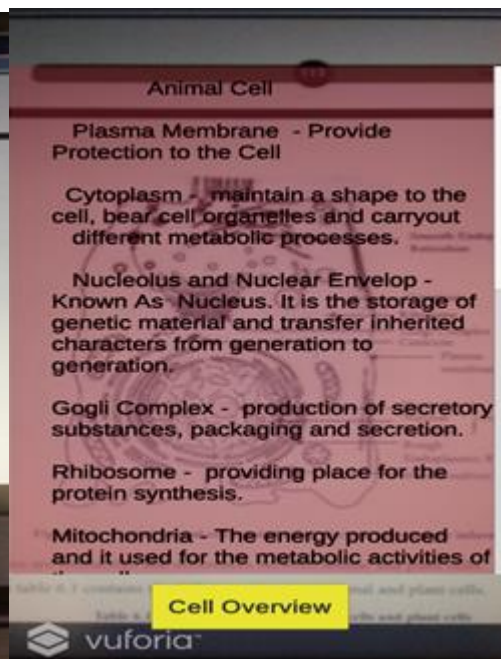 Animal Cell
Plasma Membrane - Provide
Protection to the Cell
Cytoplasm - maintain a shape to the
cell, bear cell organelles and carryout
different metabolic processes.
Nucleolus and Nuclear Envelop -
Known As Nucleus. It is the storage of
genetic material and transfer inherited
characters from generation to
generation.
Gogli Complex - production of secretory
substances, packaging and secretion.
Rhibosome - providing place for the
protein synthesis.
Mitochondria - The energy produced
and it used for the metabolic activities of
Cell Overview
vuforia